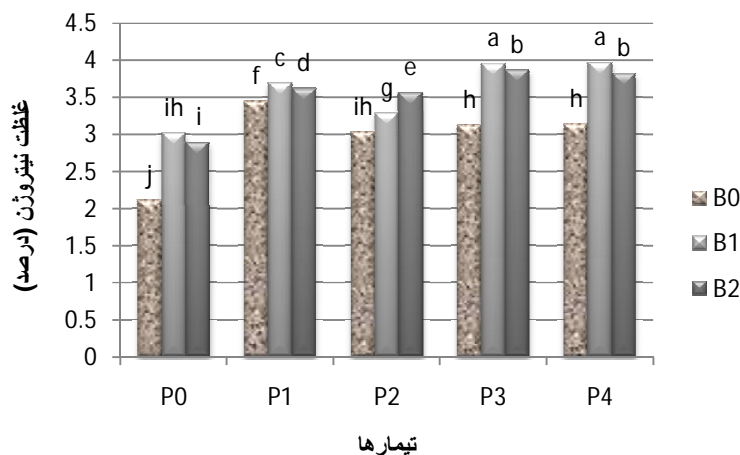 غلظت نیتروژن (درصد)
4.5
4
3.5
3
2.5
2
1.5
1
0.5
0
j ih i
f c d
ih g e
h a b
h a b
P0 P1 P2 P3 P4
تیمارها
B0
B1
B2